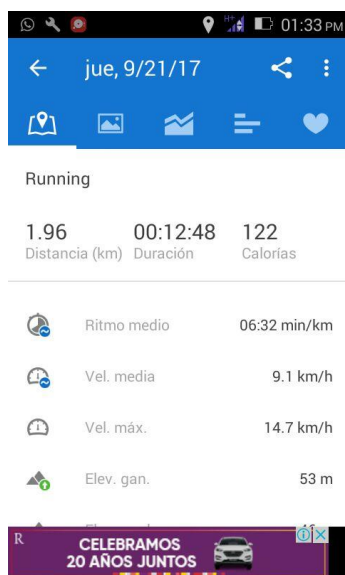 01:33 PM
jue, 9/21/17
Running
1.96 00:12:48 122
Distancia (km) Duración Calorías
Ritmo medio 06:32 min/km
Vel. media 9.1 km/h
Vel. máx. 14.7 km/h
Elev. gan. 53 m
R
CELEBRAMOS
20 AÑOS JUNTOS